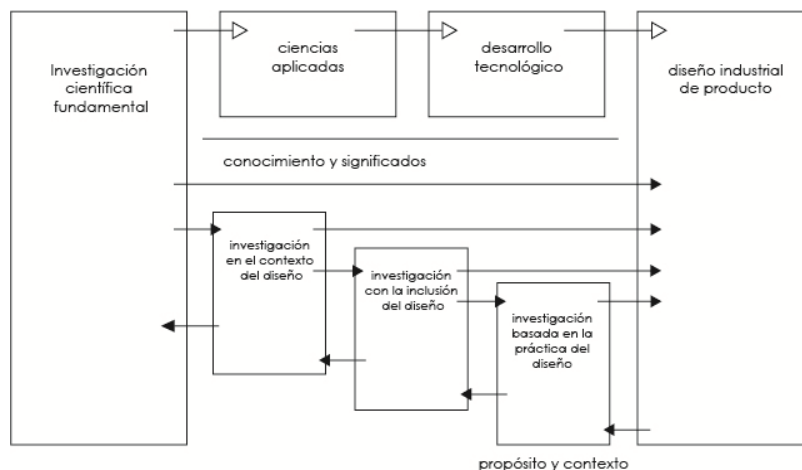 Investigación
científica
fundamental
ciencias
aplicadas
desarrollo
tecnológico
diseño industrial
de producto
conocimiento y significados
investigación
en el contexto
del diseño
investigación
con la inclusión
del diseño
investigación
basada en la
práctica del
diseño
propósito y contexto